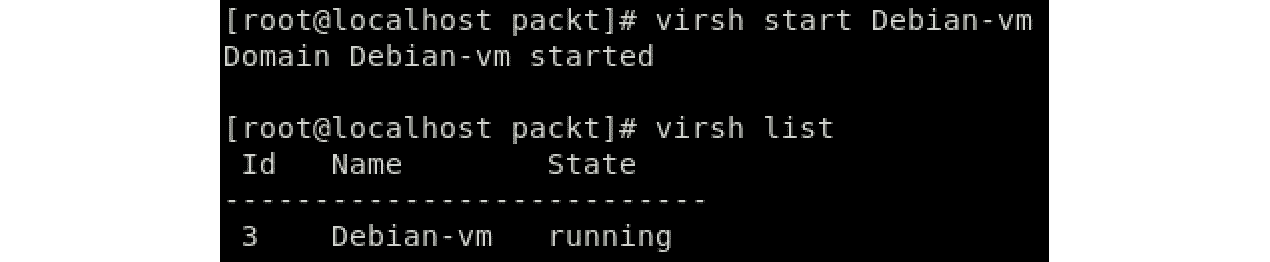 [root@localhost packt]# virsh start Debian-vm
Domain Debian-vm started
[root@localhost packt]# virsh list
 Id   Name        State
---------------------------
 3    Debian-vm   running